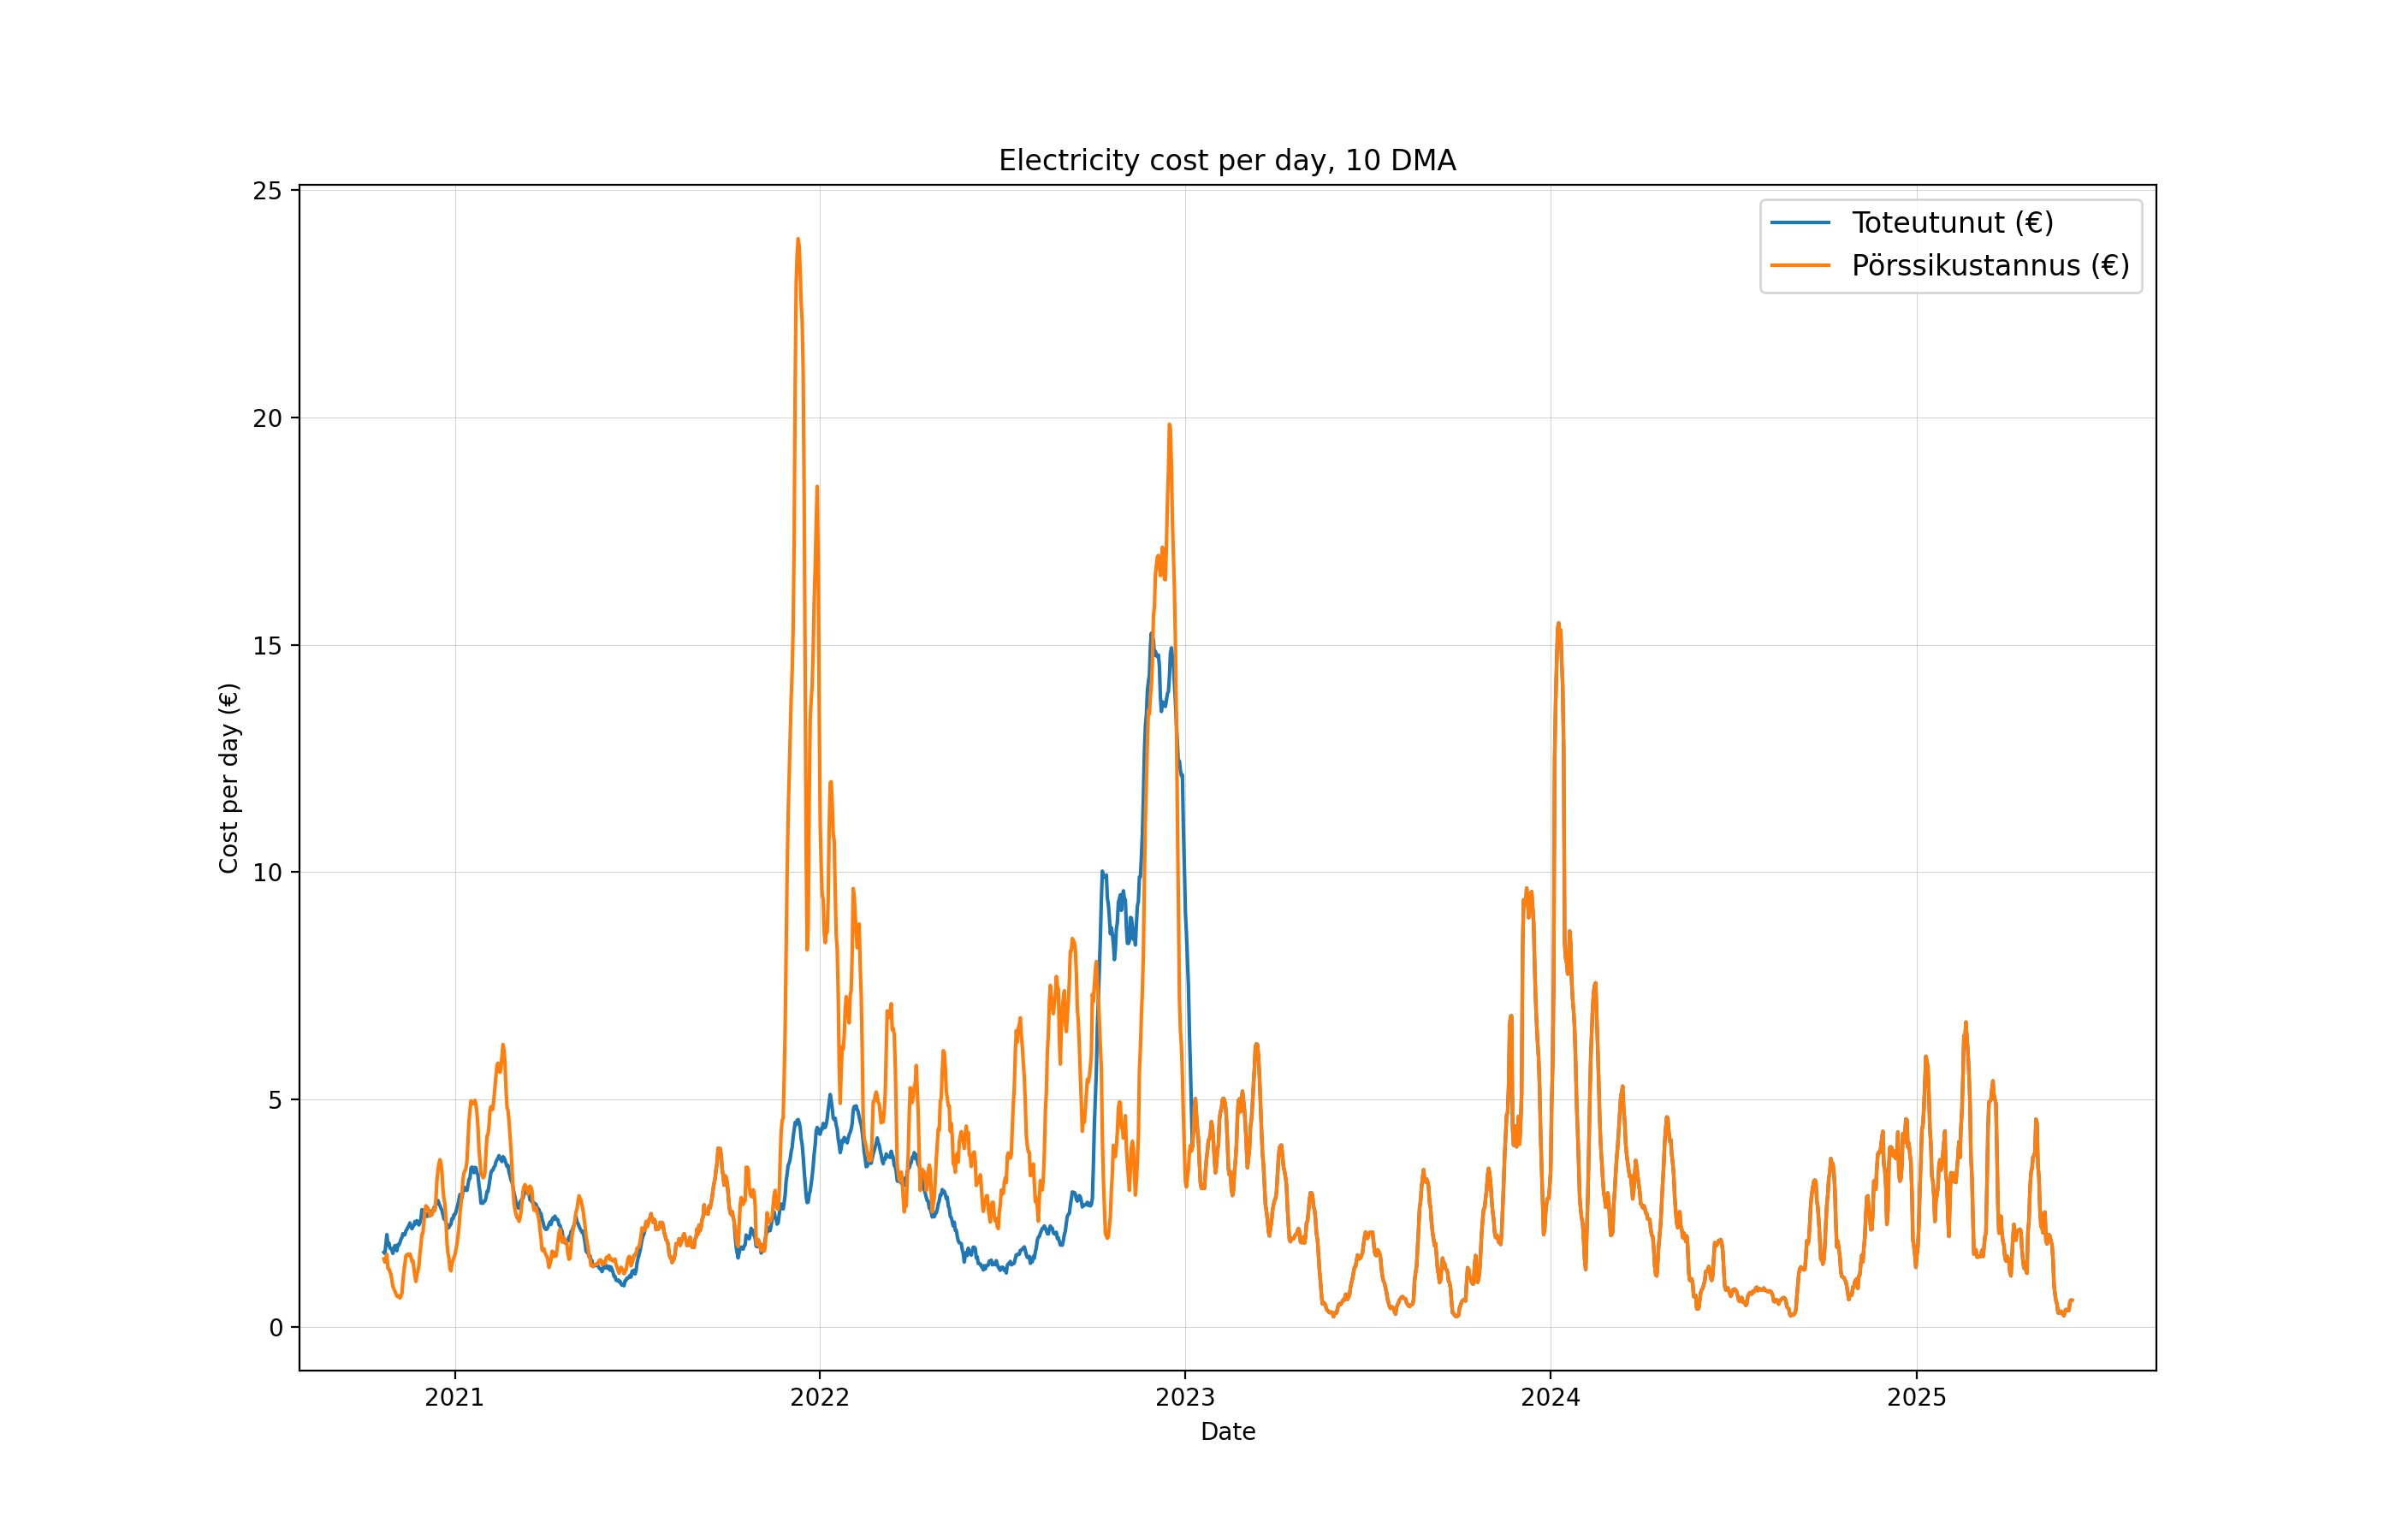 Electricity cost per day, 10 DMA
Toteutunut (€)
Pörssikustannus (€)
25
20
15
10
5
0
Cost per day (€)
2021
2022
2023
2024
2025
Date